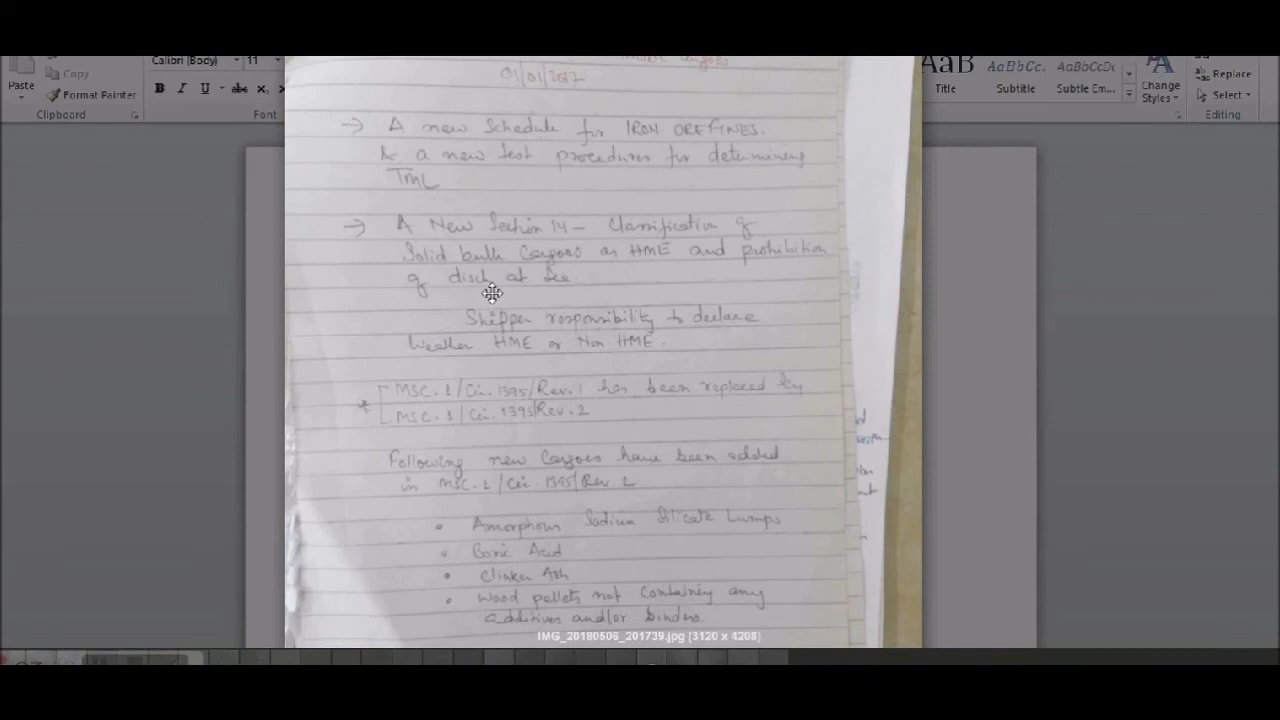 Paste
Copy
Format Painter
Clipboard
Calibri (Body)
11
B I U abc x₂
Font
AaB AaBbCc. AaBbCcDc
Title Subtitle Subtle Em...
Change Styles
Replace
Select
Editing
01/01/2017
→ A new Schedule for IRON ORE FINES.
& a new test procedures for determining
TML
→ A New Section 14 - Classification of
Solid bulk Cargoes as HME and prohibition
of disch at Sea
Shipper responsibility to declare
Weather HME or Non HME.
* MSC.1/Cir.1395/Rev.1 has been replaced by
MSC.1/Cir.1395/Rev.2
Following new Cargoes have been added
in MSC.1/Cir.1395/Rev.2
• Amorphous Sodium Silicate Lumps
• Boric Acid
• Clinker Ash
• Wood pellets not containing any
additives and/or binders.
IMG_20180506_201739.jpg (3120 x 4208)